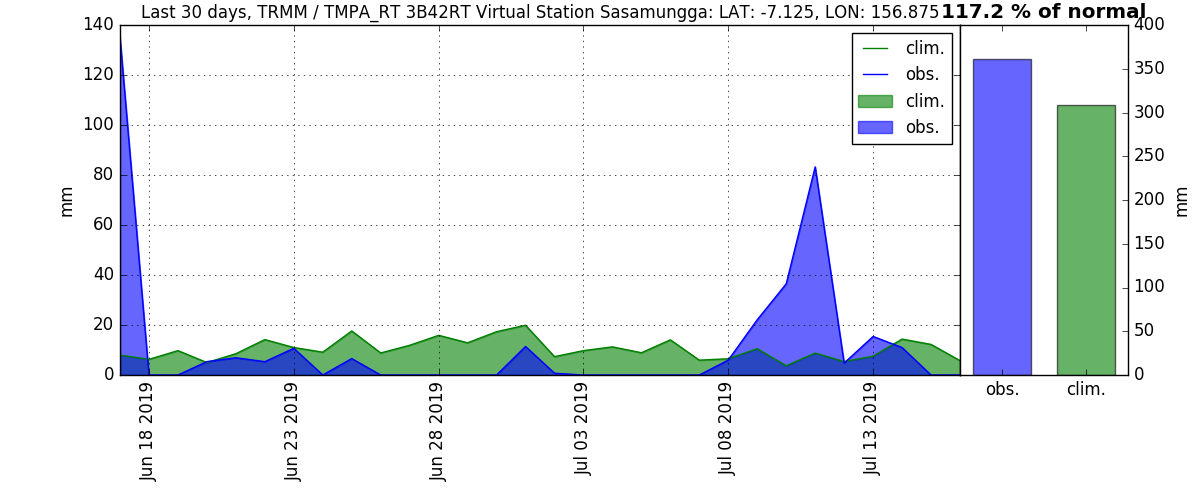 Last 30 days, TRMM / TMPA_RT 3B42RT Virtual Station Sasamungga: LAT: -7.125, LON: 156.875
117.2 % of normal
140
120
100
80
60
40
20
0
mm
clim.
obs.
clim.
obs.
Jun 18 2019
Jun 23 2019
Jun 28 2019
Jul 03 2019
Jul 08 2019
Jul 13 2019
400
350
300
250
200
150
100
50
0
mm
obs.
clim.